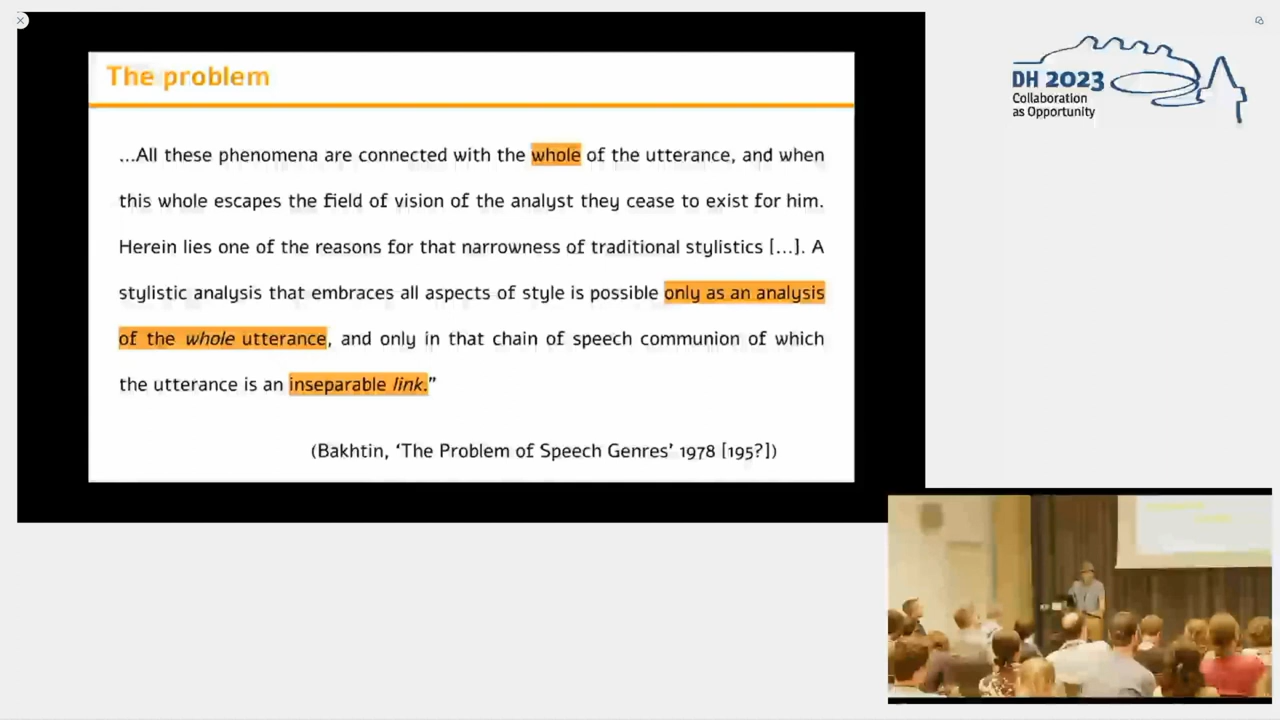 The problem
...All these phenomena are connected with the whole of the utterance, and when
this whole escapes the field of vision of the analyst they cease to exist for him.
Herein lies one of the reasons for that narrowness of traditional stylistics [...]. A
stylistic analysis that embraces all aspects of style is possible only as an analysis
of the whole utterance, and only in that chain of speech communion of which
the utterance is an inseparable link.”
(Bakhtin, ‘The Problem of Speech Genres’ 1978 [195?])
DH 2023
Collaboration
as Opportunity